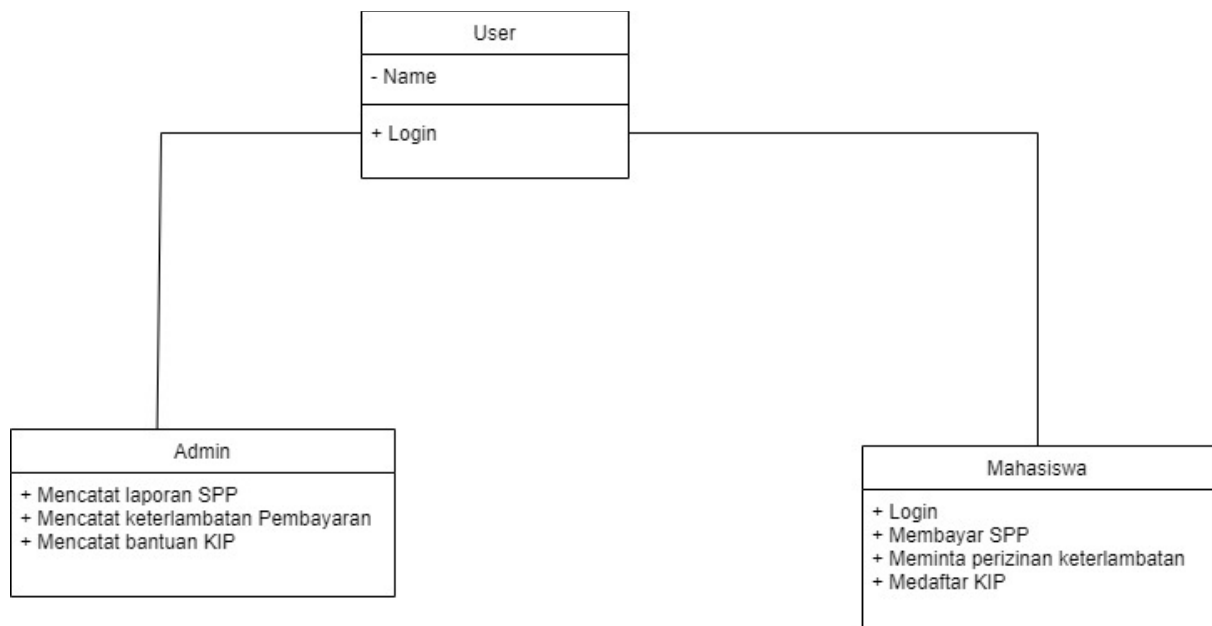 User
- Name
+ Login
Admin
+ Mencatat laporan SPP
+ Mencatat keterlambatan Pembayaran
+ Mencatat bantuan KIP
Mahasiswa
+ Login
+ Membayar SPP
+ Meminta perizinan keterlambatan
+ Medaftar KIP